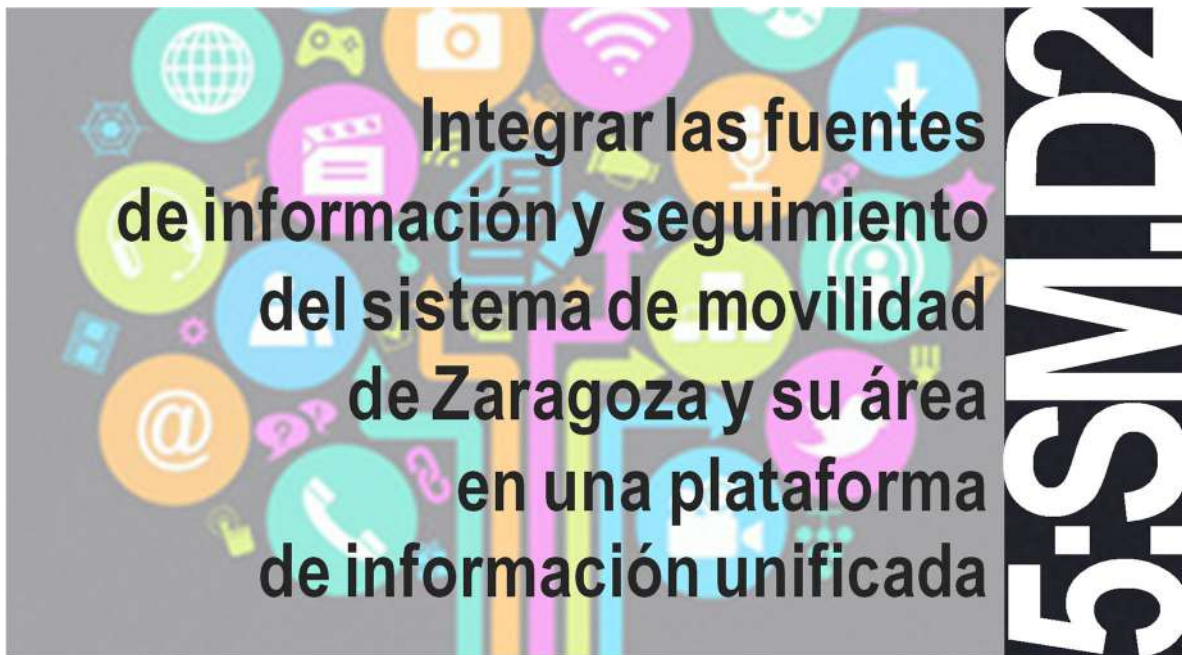 Integrar las fuentes
de información y seguimiento
del sistema de movilidad
de Zaragoza y su área
en una plataforma
de información unificada
5:SM.D2